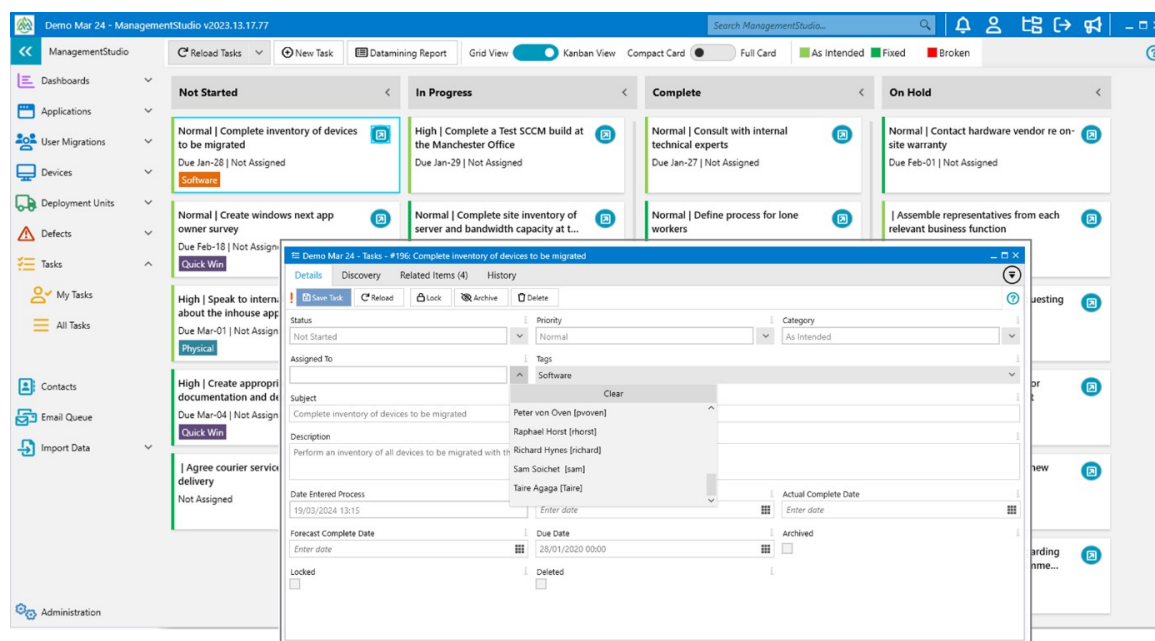 Demo Mar 24 - ManagementStudio v2023.13.17.77
Search ManagementStudio...
ManagementStudio
Reload Tasks
New Task
Datamining Report
Grid View
Kanban View
Compact Card
Full Card
As Intended
Fixed
Broken
Dashboards
Applications
User Migrations
Devices
Deployment Units
Defects
Tasks
My Tasks
All Tasks
Contacts
Email Queue
Import Data
Administration
Not Started
Normal | Complete inventory of devices
to be migrated
Due Jan-28 | Not Assigned
Software
Normal | Create windows next app
owner survey
Due Feb-18 | Not Assign
Quick Win
High | Speak to intern
about the inhouse app
Due Mar-01 | Not Assign
Physical
High | Create appropri
documentation and de
Due Mar-04 | Not Assign
Quick Win
| Agree courier service
delivery
Not Assigned
In Progress
High | Complete a Test SCCM build at
the Manchester Office
Due Jan-29 | Not Assigned
Normal | Complete site inventory of
server and bandwidth capacity at t...
Complete
Normal | Consult with internal
technical experts
Due Jan-27 | Not Assigned
Normal | Define process for lone
workers
On Hold
Normal | Contact hardware vendor re on-
site warranty
Due Feb-01 | Not Assigned
| Assemble representatives from each
relevant business function
uesting
or
new
arding
nme...
Demo Mar 24 - Tasks - #196: Complete inventory of devices to be migrated
Details
Discovery
Related Items (4)
History
Save Task
Reload
Lock
Archive
Delete
Status
Priority
Category
Not Started
Normal
As Intended
Assigned To
Tags
Software
Clear
Peter von Oven [pvoven]
Raphael Horst [rhorst]
Richard Hynes [richard]
Sam Soichet [sam]
Taire Agaga [Taire]
Subject
Complete inventory of devices to be migrated
Description
Perform an inventory of all devices to be migrated with th
Date Entered Process
Actual Complete Date
19/03/2024 13:15
Enter date
Enter date
Forecast Complete Date
Due Date
Archived
Enter date
28/01/2020 00:00
Locked
Deleted